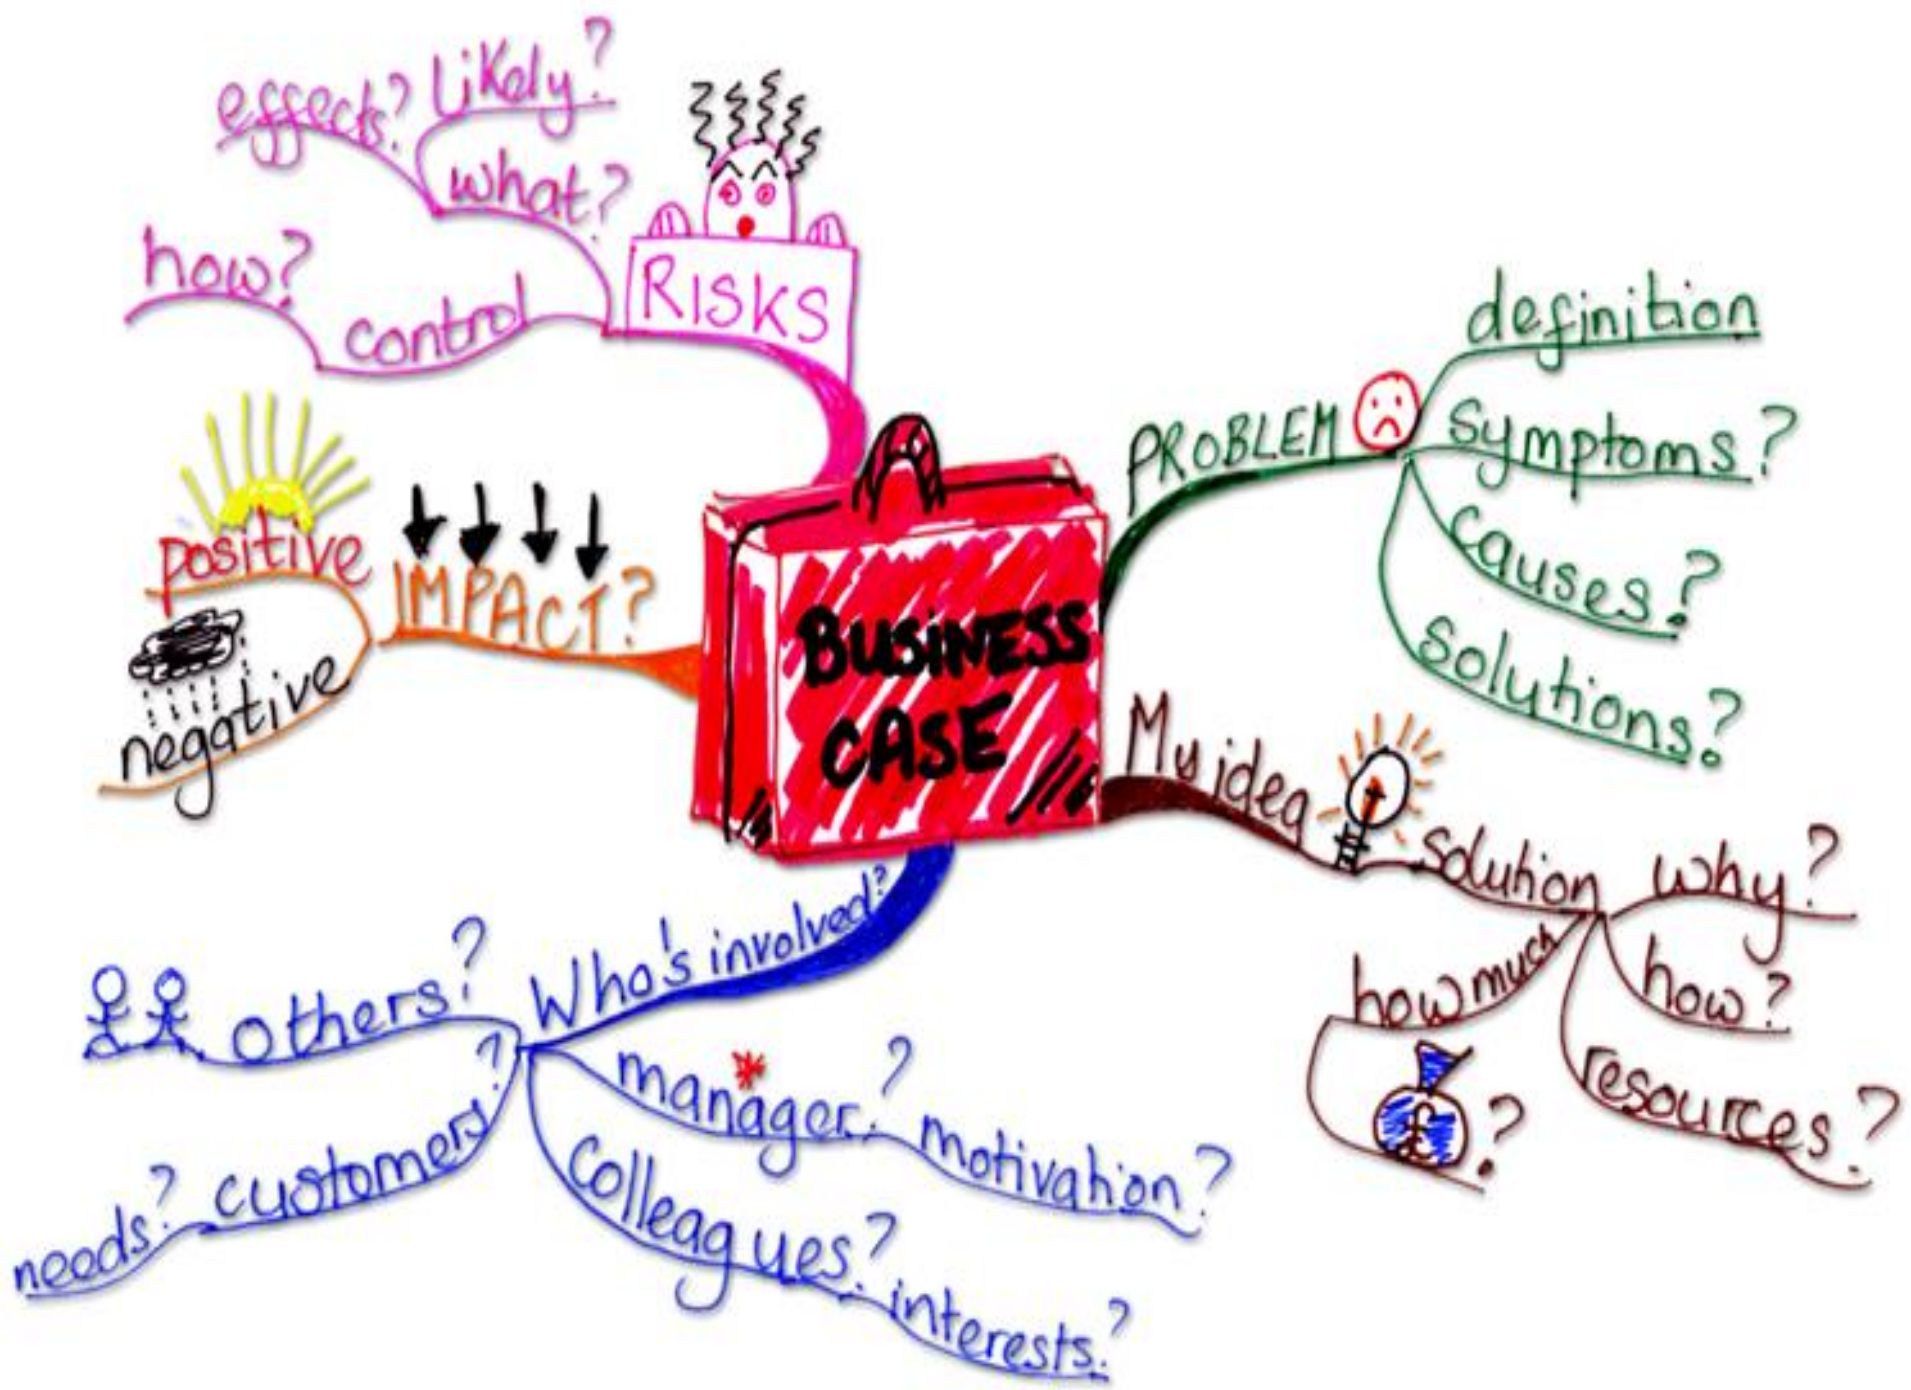 BUSINESS
CASE
PROBLEM
definition
symptoms?
causes?
solutions?
My idea
solution
why?
how?
resources?
how much
£?
Who's involved?
manager?
motivation?
colleagues?
interests?
customers?
needs?
others?
IMPACT?
positive
negative
RISKS
control
how?
what?
effects?
likely?